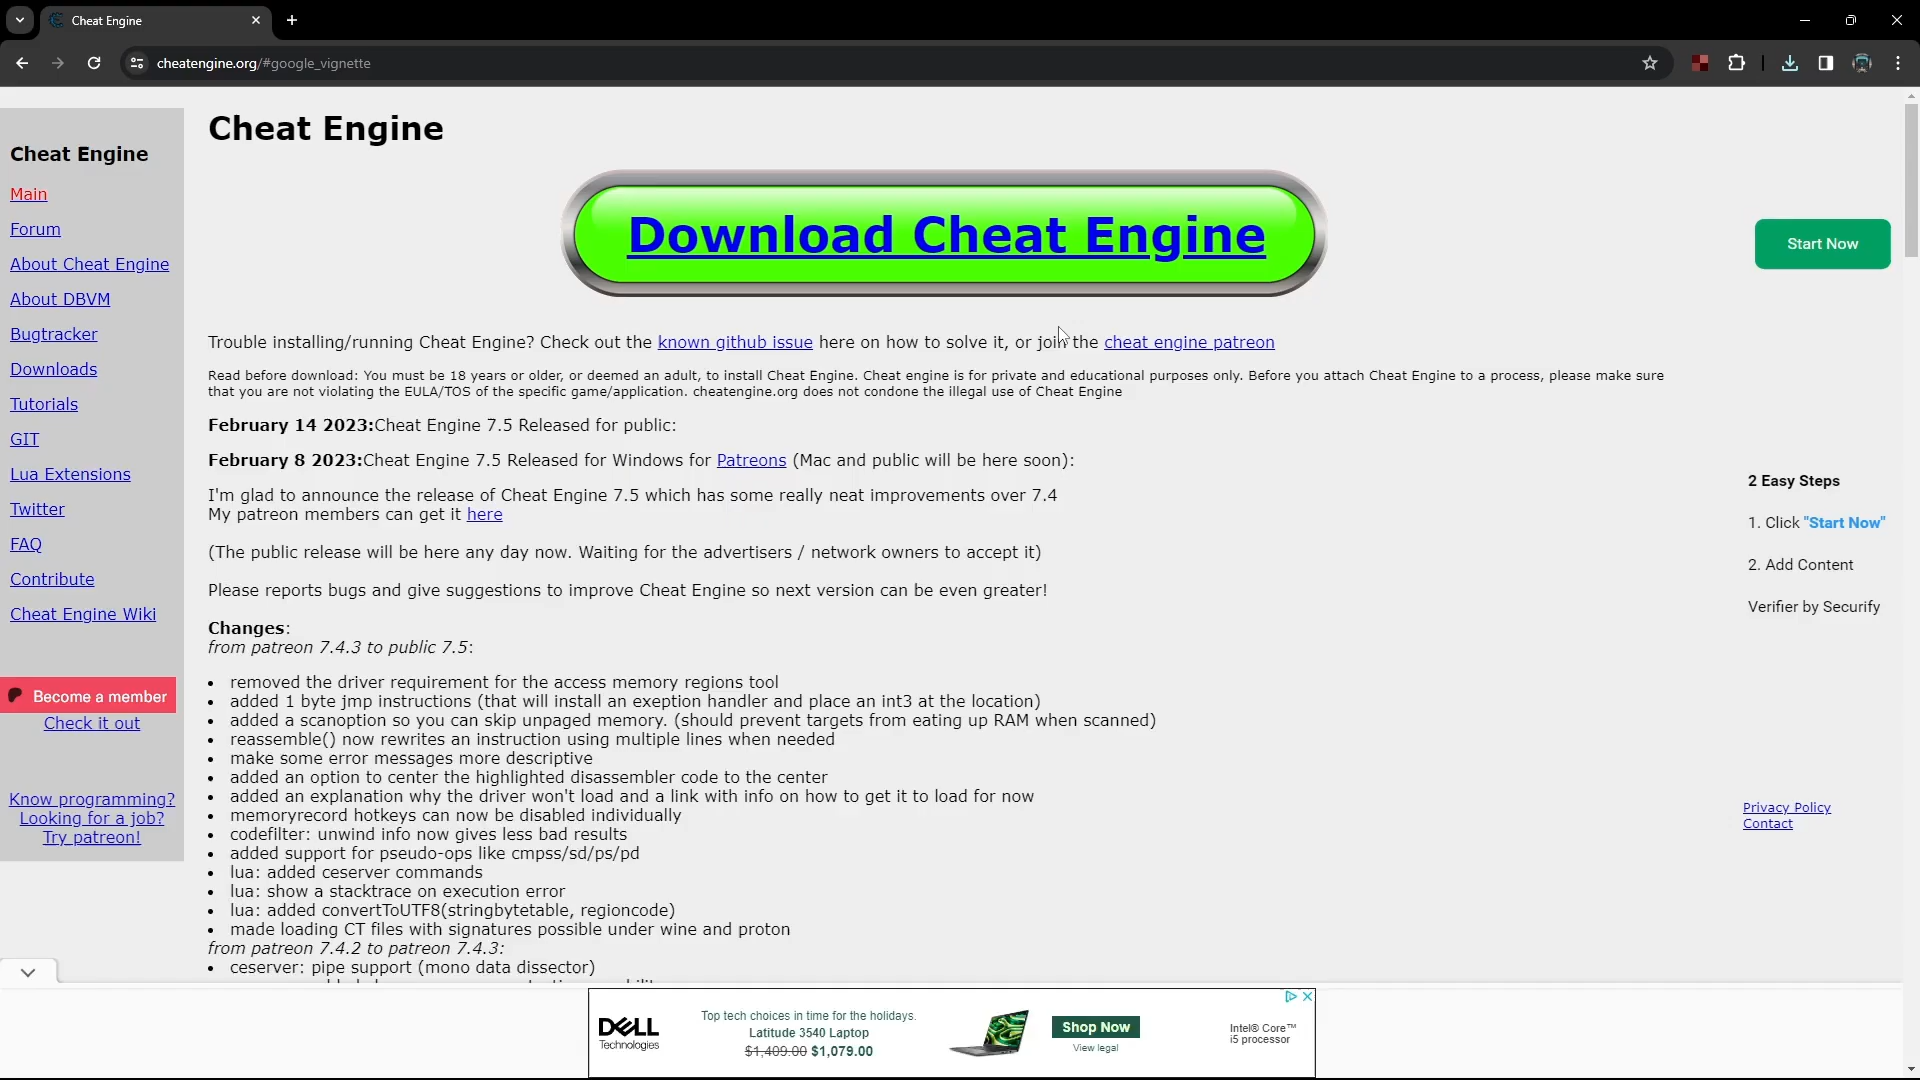 Cheat Engine
cheatengine.org/#google_vignette
Cheat Engine
Main
Forum
About Cheat Engine
About DBVM
Bugtracker
Downloads
Tutorials
GIT
Lua Extensions
Twitter
FAQ
Contribute
Cheat Engine Wiki
Become a member
Check it out
Know programming?
Looking for a job?
Try patreon!
Cheat Engine
Download Cheat Engine
Trouble installing/running Cheat Engine? Check out the known github issue here on how to solve it, or join the cheat engine patreon
Read before download: You must be 18 years or older, or deemed an adult, to install Cheat Engine. Cheat engine is for private and educational purposes only. Before you attach Cheat Engine to a process, please make sure
that you are not violating the EULA/TOS of the specific game/application. cheatengine.org does not condone the illegal use of Cheat Engine
February 14 2023:Cheat Engine 7.5 Released for public:
February 8 2023:Cheat Engine 7.5 Released for Windows for Patreons (Mac and public will be here soon):
I'm glad to announce the release of Cheat Engine 7.5 which has some really neat improvements over 7.4
My patreon members can get it here
(The public release will be here any day now. Waiting for the advertisers / network owners to accept it)
Please reports bugs and give suggestions to improve Cheat Engine so next version can be even greater!
Changes:
from patreon 7.4.3 to public 7.5:
• removed the driver requirement for the access memory regions tool
• added 1 byte jmp instructions (that will install an exeption handler and place an int3 at the location)
• added a scanoption so you can skip unpaged memory. (should prevent targets from eating up RAM when scanned)
• reassemble() now rewrites an instruction using multiple lines when needed
• make some error messages more descriptive
• added an option to center the highlighted disassembler code to the center
• added an explanation why the driver won't load and a link with info on how to get it to load for now
• memoryrecord hotkeys can now be disabled individually
• codefilter: unwind info now gives less bad results
• added support for pseudo-ops like cmpss/sd/ps/pd
• lua: added ceserver commands
• lua: show a stacktrace on execution error
• lua: added convertToUTF8(stringbytetable, regioncode)
• made loading CT files with signatures possible under wine and proton
from patreon 7.4.2 to patreon 7.4.3:
• ceserver: pipe support (mono data dissector)
Start Now
2 Easy Steps
1. Click "Start Now"
2. Add Content
Verifier by Securify
Privacy Policy
Contact
DELL
Technologies
Top tech choices in time for the holidays.
Latitude 3540 Laptop
$1,409.00 $1,079.00
Shop Now
View legal
Intel® Core™
i5 processor